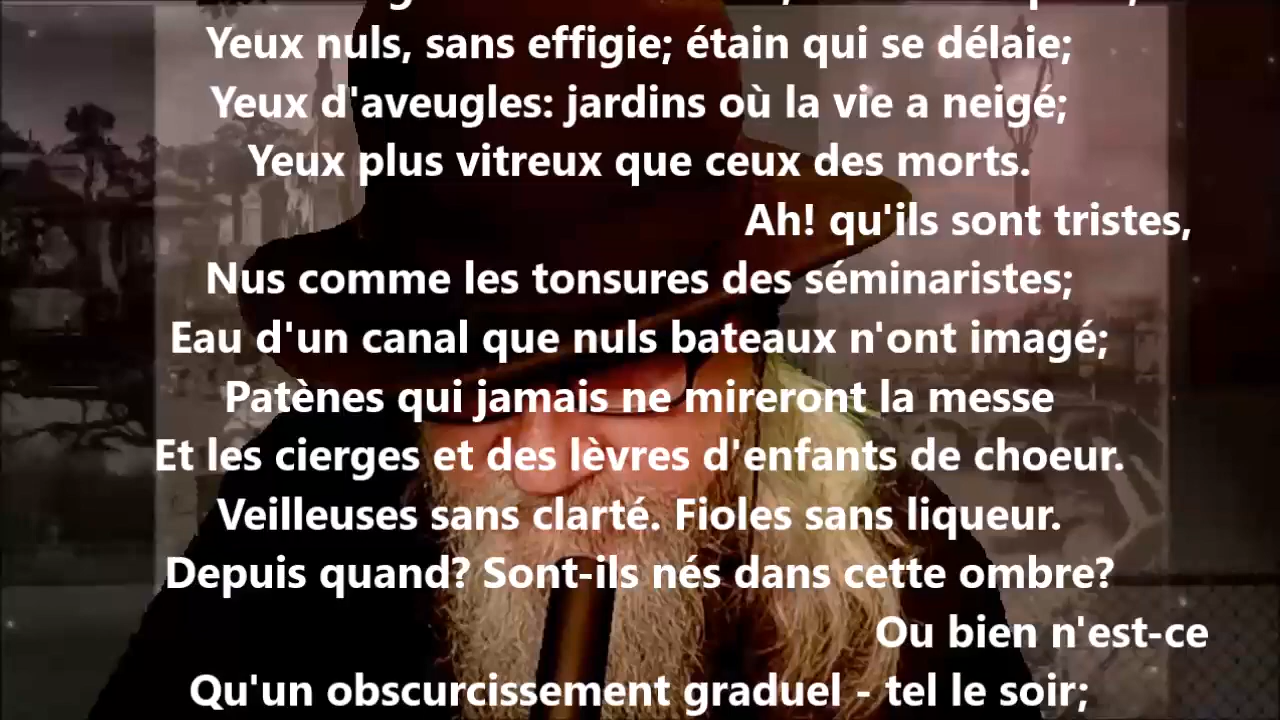 Yeux nuls, sans effigie; étain qui se délaie;
Yeux d'aveugles: jardins où la vie a neigé;
Yeux plus vitreux que ceux des morts.
Ah! qu'ils sont tristes,
Nus comme les tonsures des séminaristes;
Eau d'un canal que nuls bateaux n'ont imagé;
Patènes qui jamais ne mireront la messe
Et les cierges et des lèvres d'enfants de choeur.
Veilleuses sans clarté. Fioles sans liqueur.
Depuis quand? Sont-ils nés dans cette ombre?
Ou bien n'est-ce
Qu'un obscurcissement graduel - tel le soir;